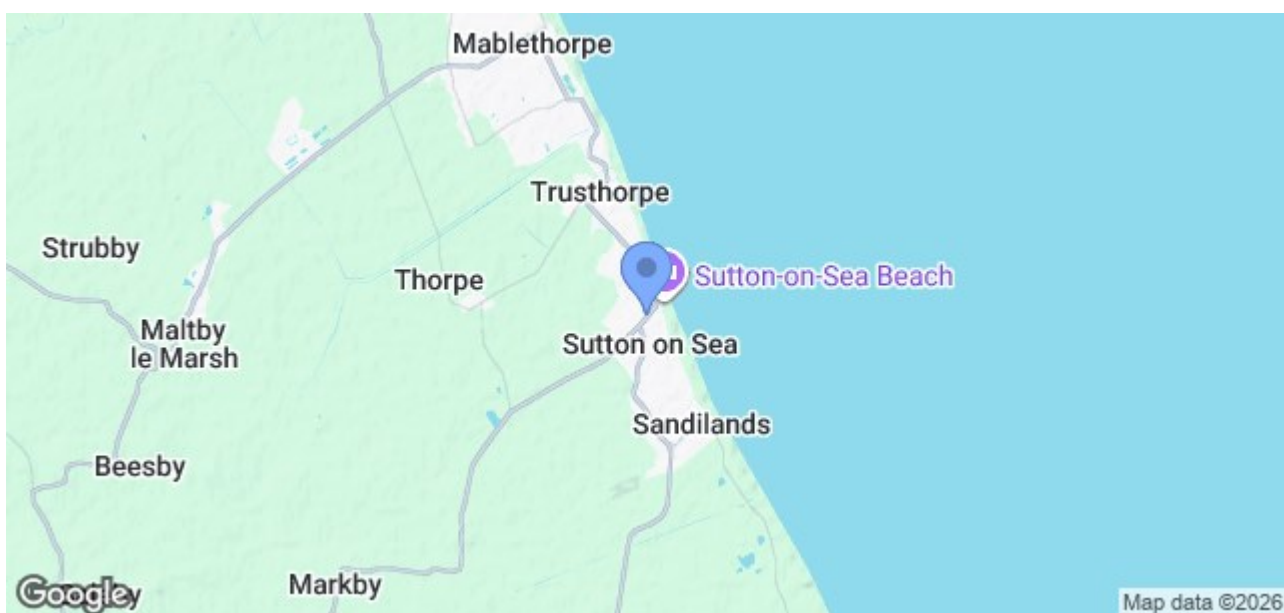 Mablethorpe
Trusthorpe
Strubby
Thorpe
Sutton-on-Sea Beach
Maltby
le Marsh
Sutton on Sea
Sandilands
Beesby
Markby
Google
Map data ©2026